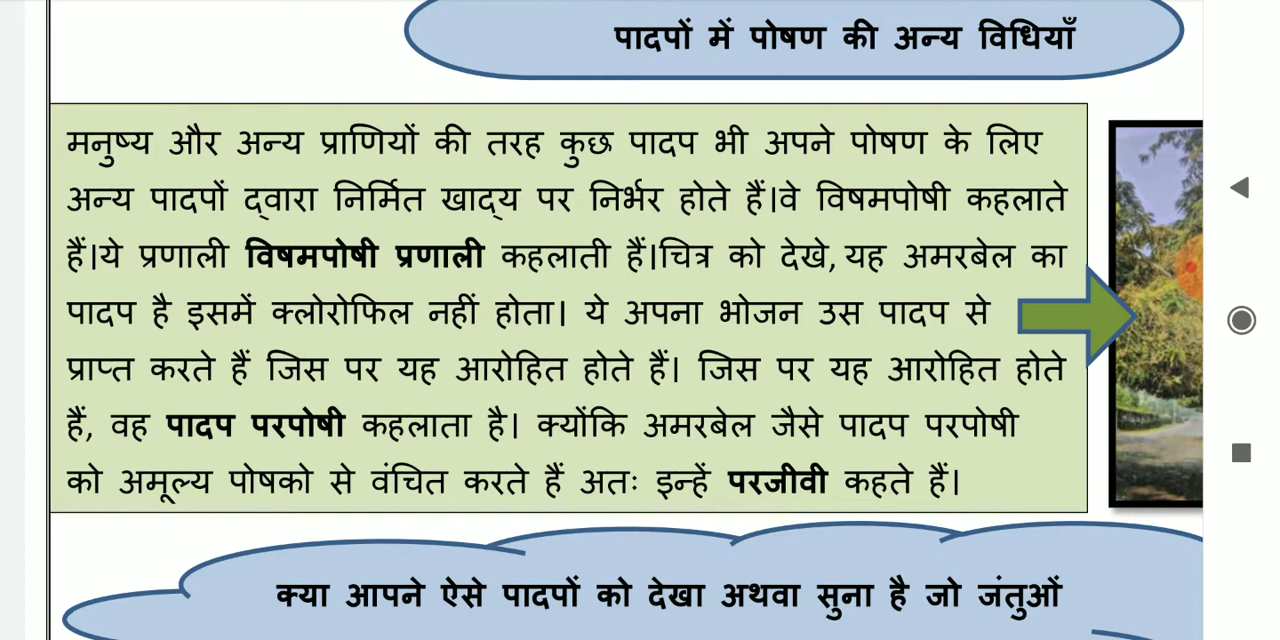 पादपों में पोषण की अन्य विधियाँ
मनुष्य और अन्य प्राणियों की तरह कुछ पादप भी अपने पोषण के लिए
अन्य पादपों द्वारा निर्मित खाद्य पर निर्भर होते हैं।वे विषमपोषी कहलाते
हैं।ये प्रणाली विषमपोषी प्रणाली कहलाती हैं।चित्र को देखे, यह अमरबेल का
पादप है इसमें क्लोरोफिल नहीं होता। ये अपना भोजन उस पादप से
प्राप्त करते हैं जिस पर यह आरोहित होते हैं। जिस पर यह आरोहित होते
हैं, वह पादप परपोषी कहलाता है। क्योंकि अमरबेल जैसे पादप परपोषी
को अमूल्य पोषको से वंचित करते हैं अतः इन्हें परजीवी कहते हैं।
क्या आपने ऐसे पादपों को देखा अथवा सुना है जो जंतुओं